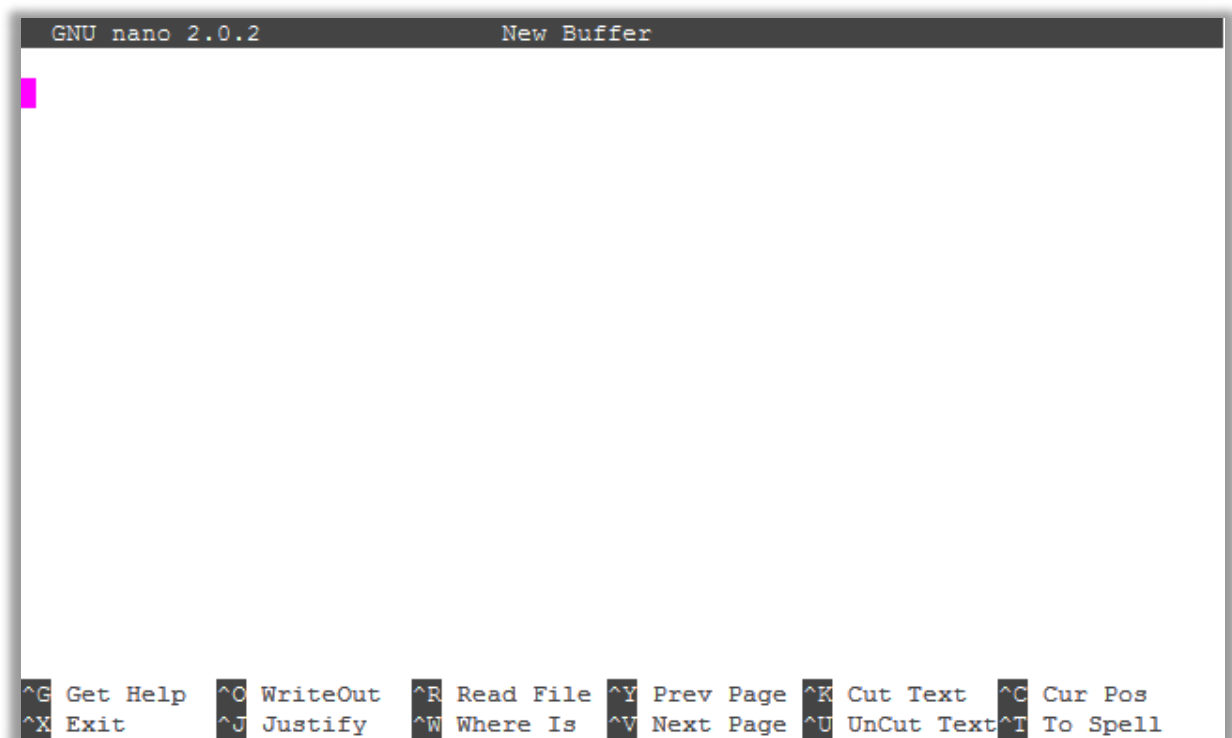 GNU nano 2.0.2 New Buffer
^G Get Help ^O WriteOut ^R Read File ^Y Prev Page ^K Cut Text ^C Cur Pos
^X Exit ^J Justify ^W Where Is ^V Next Page ^U UnCut Text^T To Spell